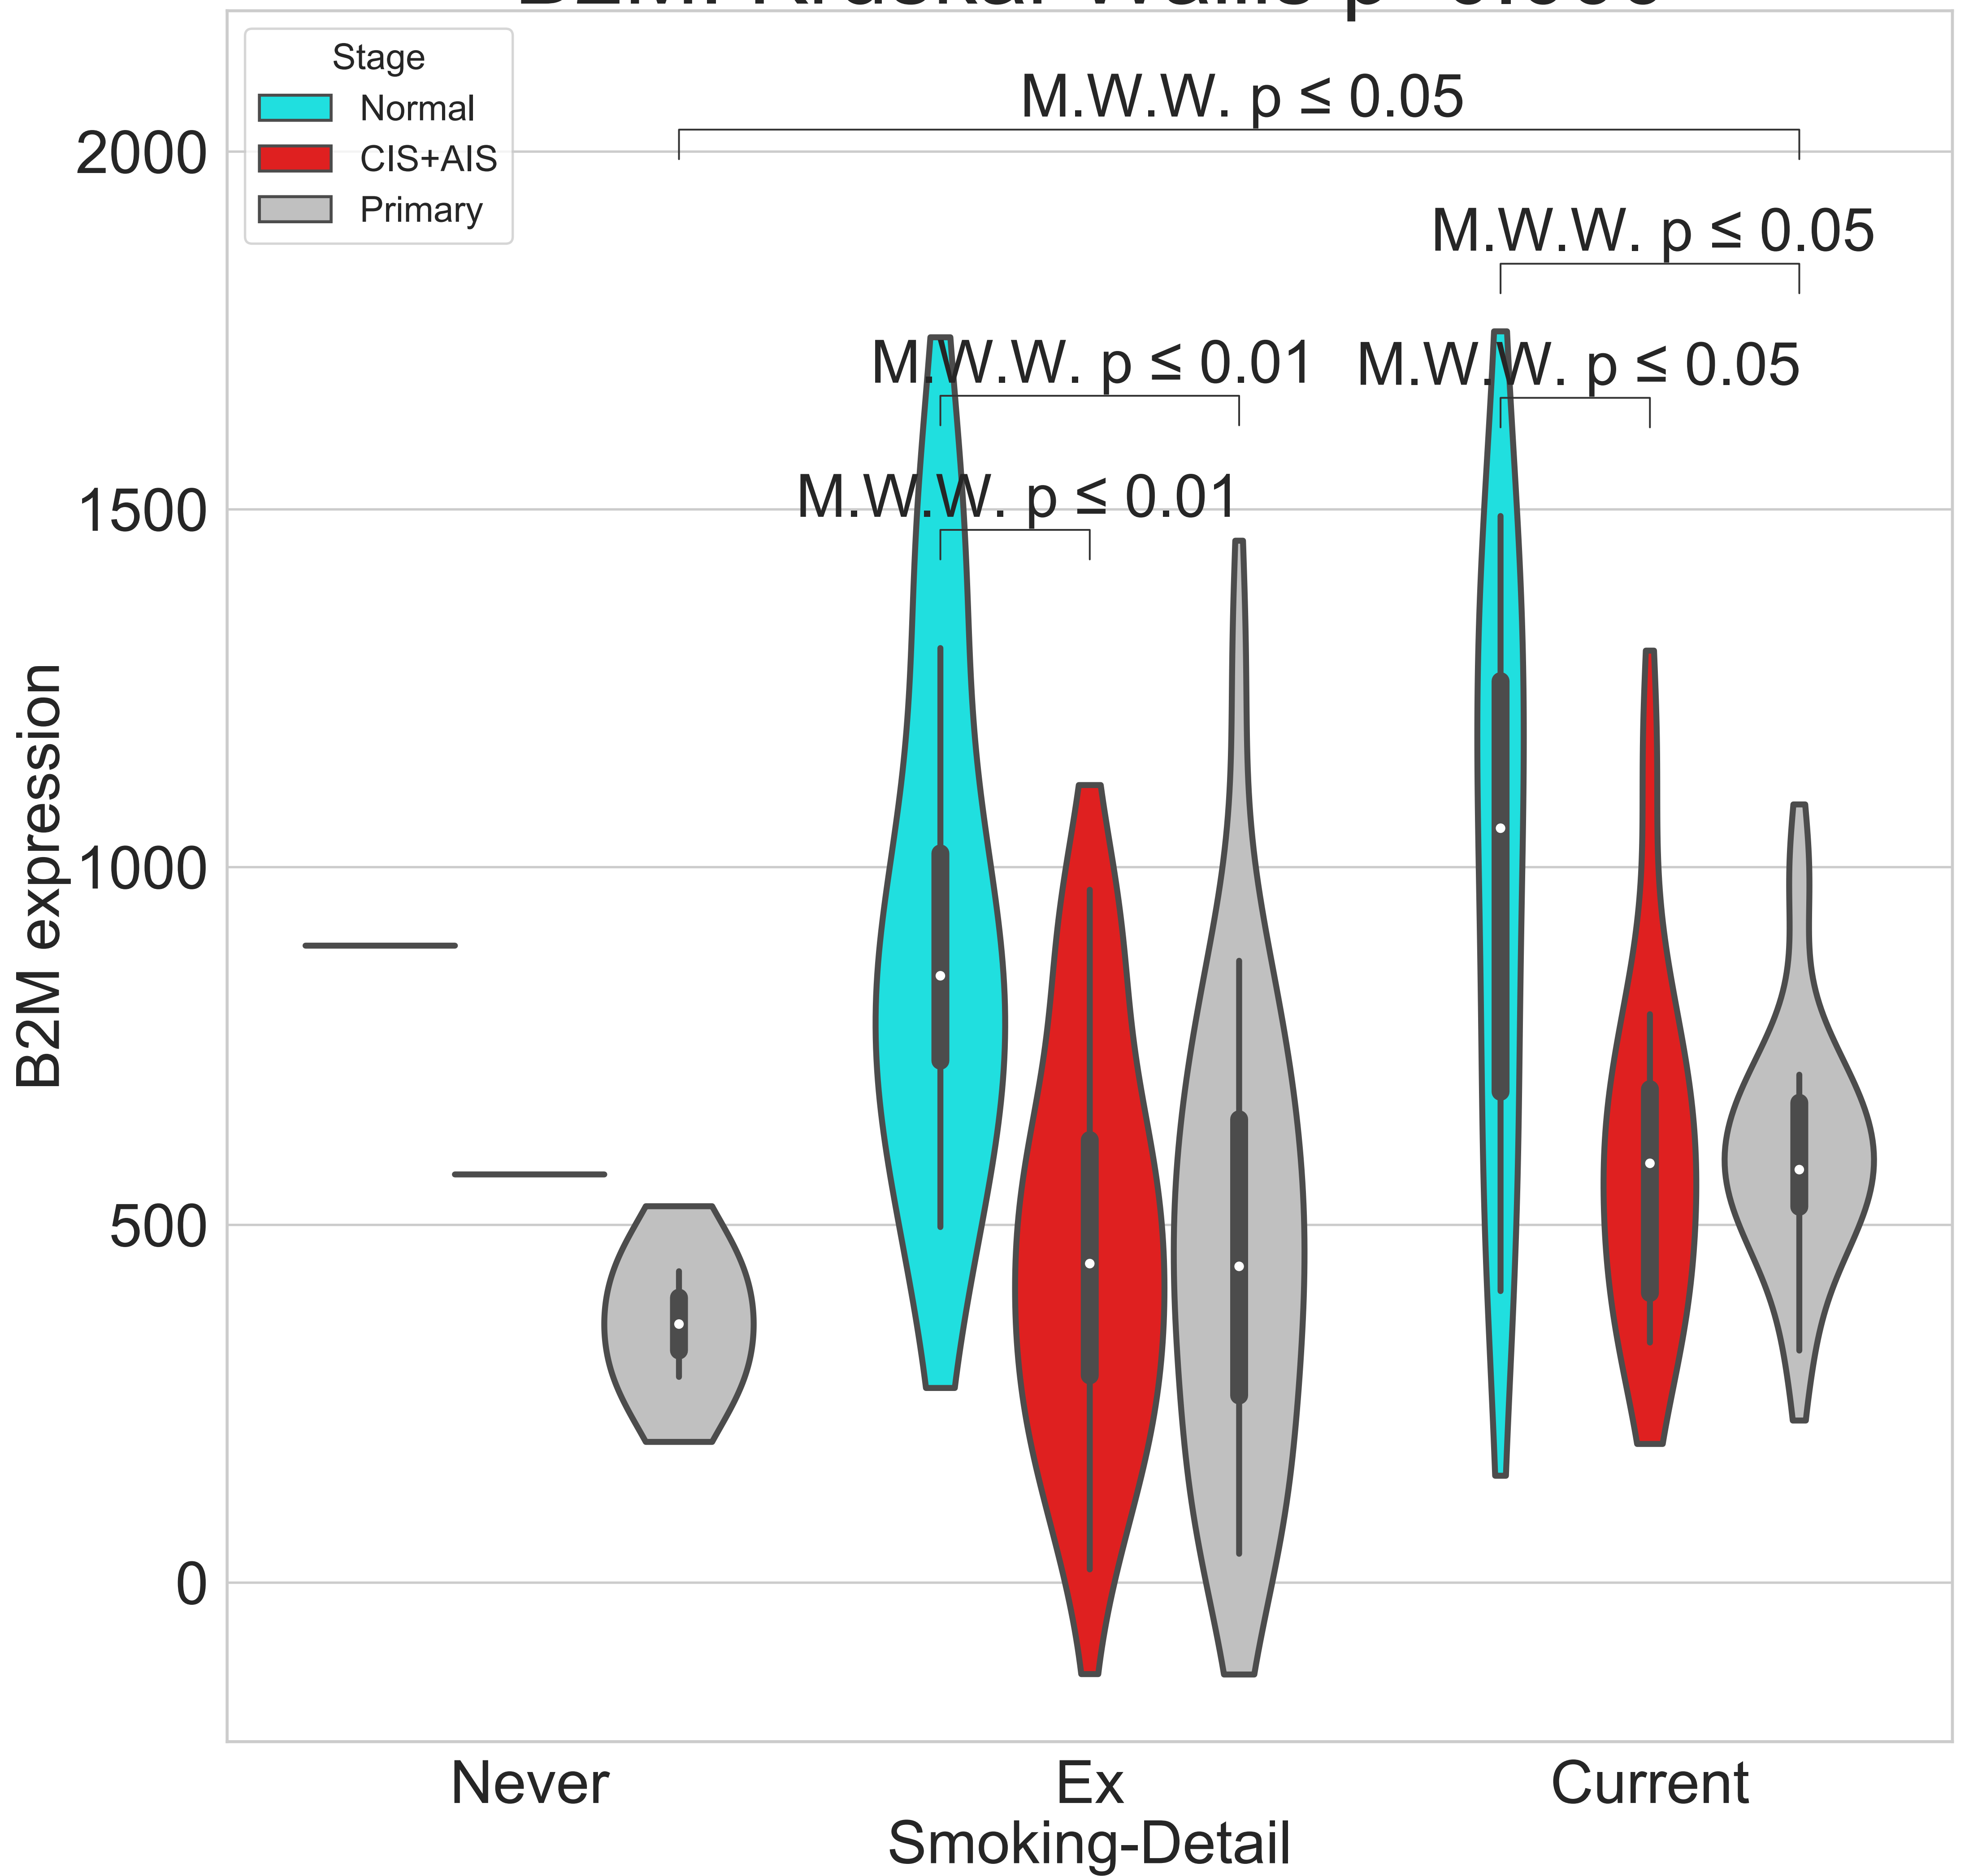 Stage
Normal
CIS+AIS
Primary
M.W.W. p ≤ 0.05
M.W.W. p ≤ 0.05
M.W.W. p ≤ 0.01
M.W.W. p ≤ 0.05
M.W.W. p ≤ 0.01
2000
1500
1000
500
0
B2M expression
Never
Ex
Current
Smoking-Detail